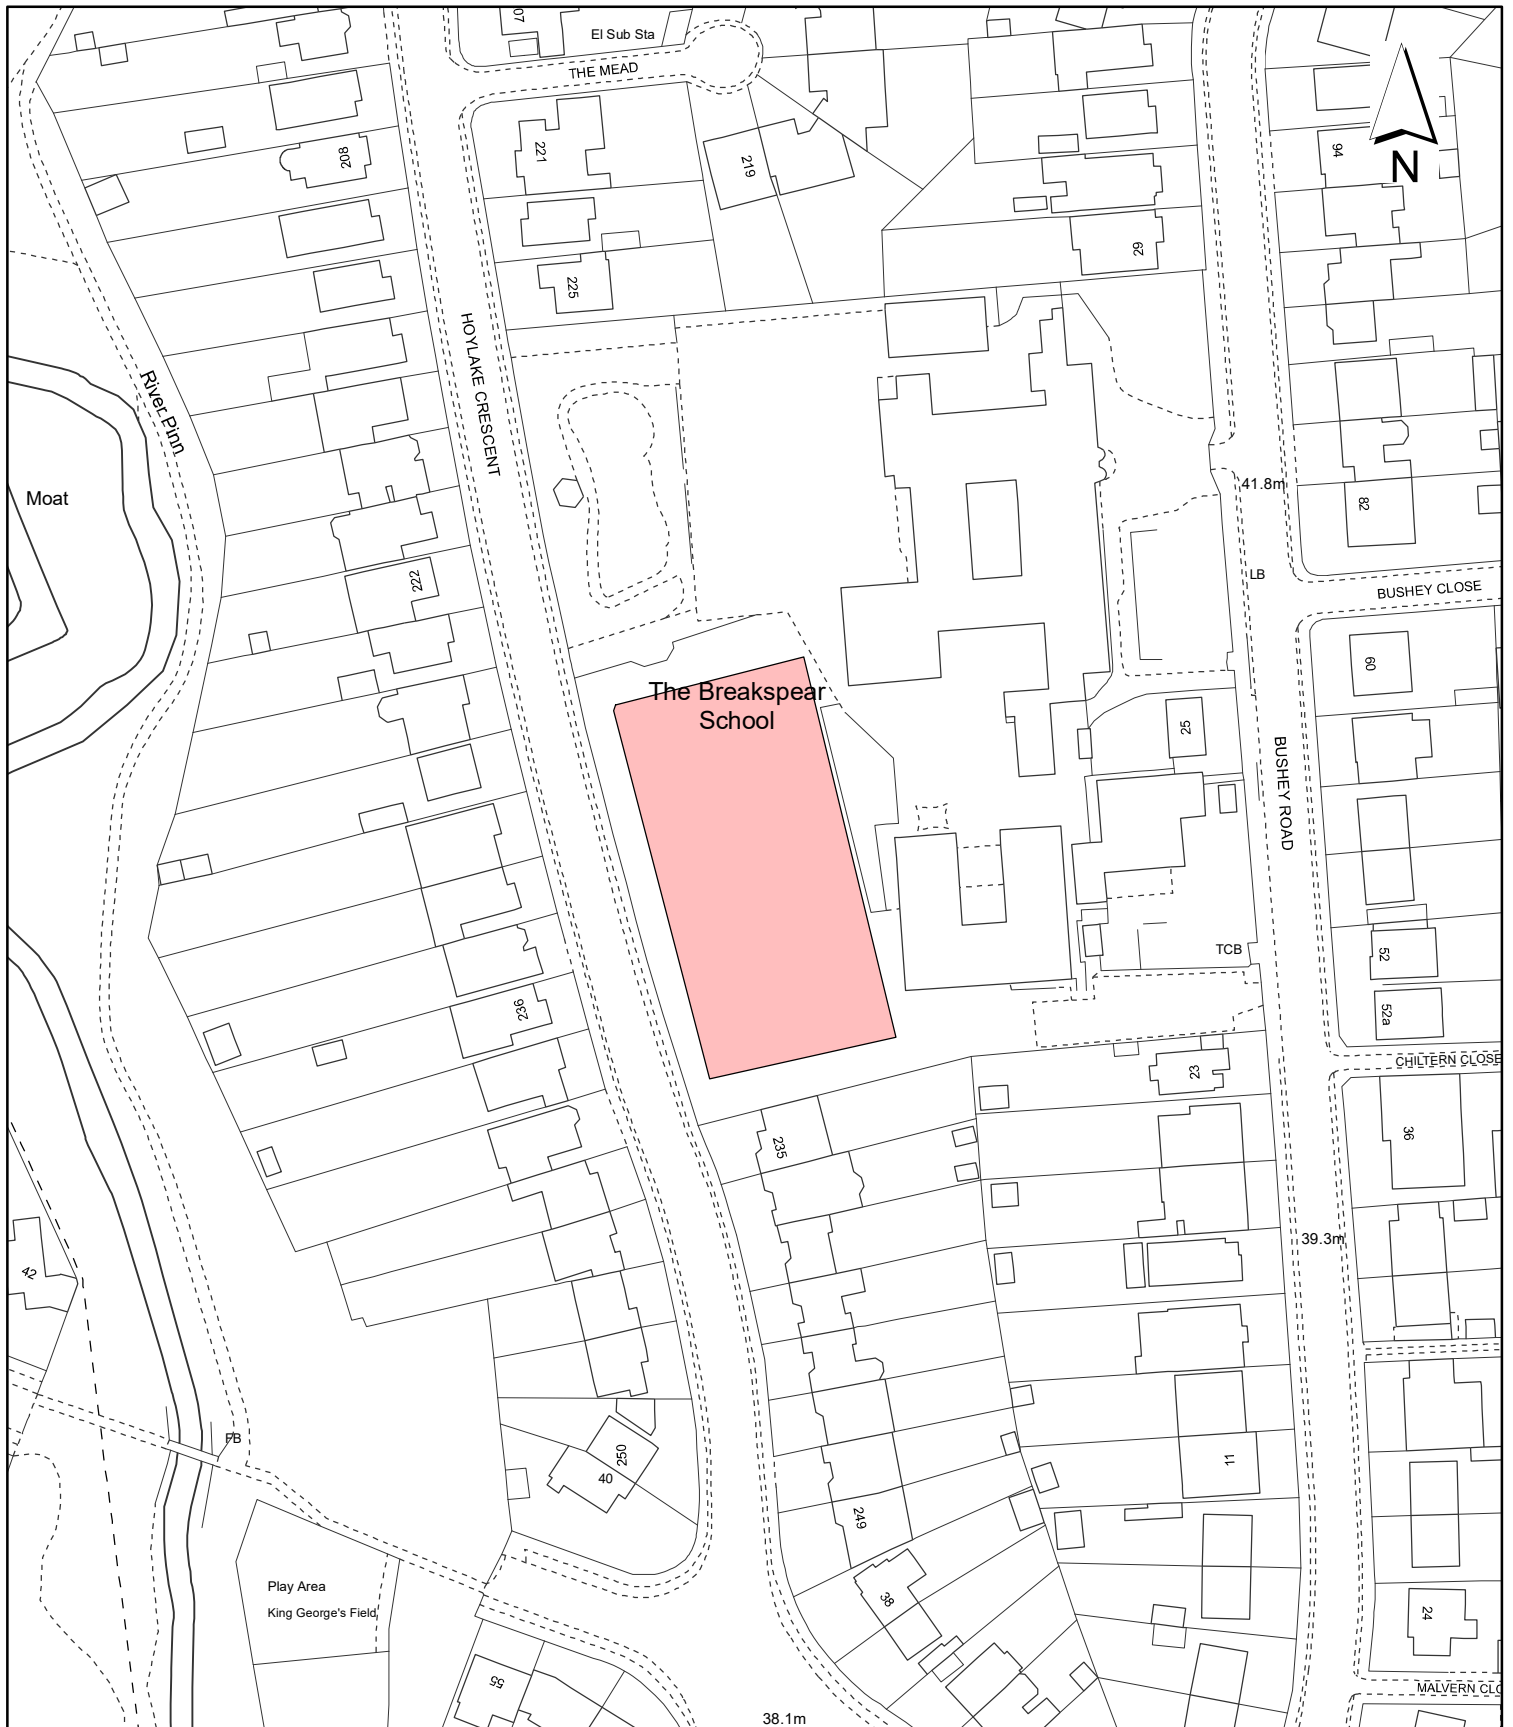 07
El Sub Sta
THE MEAD
221
219
208
94
N
29
225
HOYLAKE CRESCENT
River Pinn
Moat
41.8m
82
222
LB
BUSHEY CLOSE
60
The Breakspear
School
25
BUSHEY ROAD
TCB
52
236
52a
CHILTERN CLOSE
23
36
235
39.3m
42
FB
250
40
11
249
Play Area
King George's Field
38
24
55
MALVERN CLO
38.1m